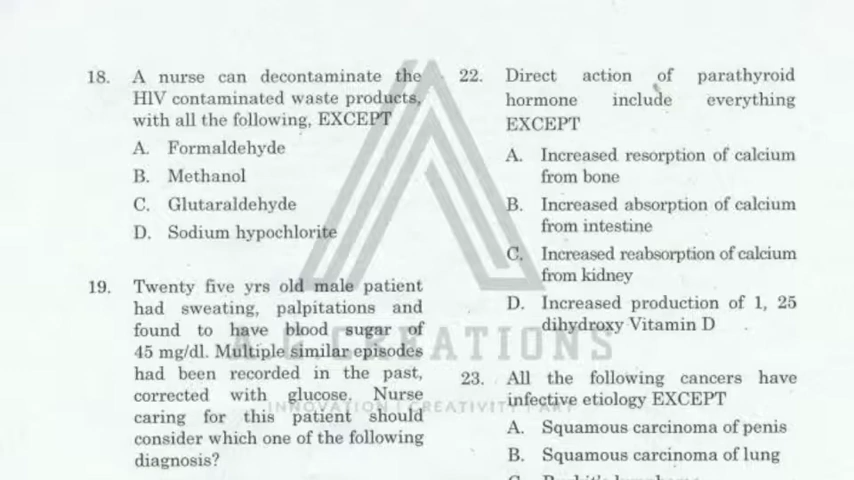 18. A nurse can decontaminate the
HIV contaminated waste products,
with all the following, EXCEPT
A. Formaldehyde
B. Methanol
C. Glutaraldehyde
D. Sodium hypochlorite
19. Twenty five yrs old male patient
had sweating, palpitations and
found to have blood sugar of
45 mg/dl. Multiple similar episodes
had been recorded in the past,
corrected with glucose. Nurse
caring for this patient should
consider which one of the following
diagnosis?
22. Direct action of parathyroid
hormone include everything
EXCEPT
A. Increased resorption of calcium
from bone
B. Increased absorption of calcium
from intestine
C. Increased reabsorption of calcium
from kidney
D. Increased production of 1, 25
dihydroxy Vitamin D
23. All the following cancers have
infective etiology EXCEPT
A. Squamous carcinoma of penis
B. Squamous carcinoma of lung
CREATIONS
INNOVATION | CREATIVITY | ART